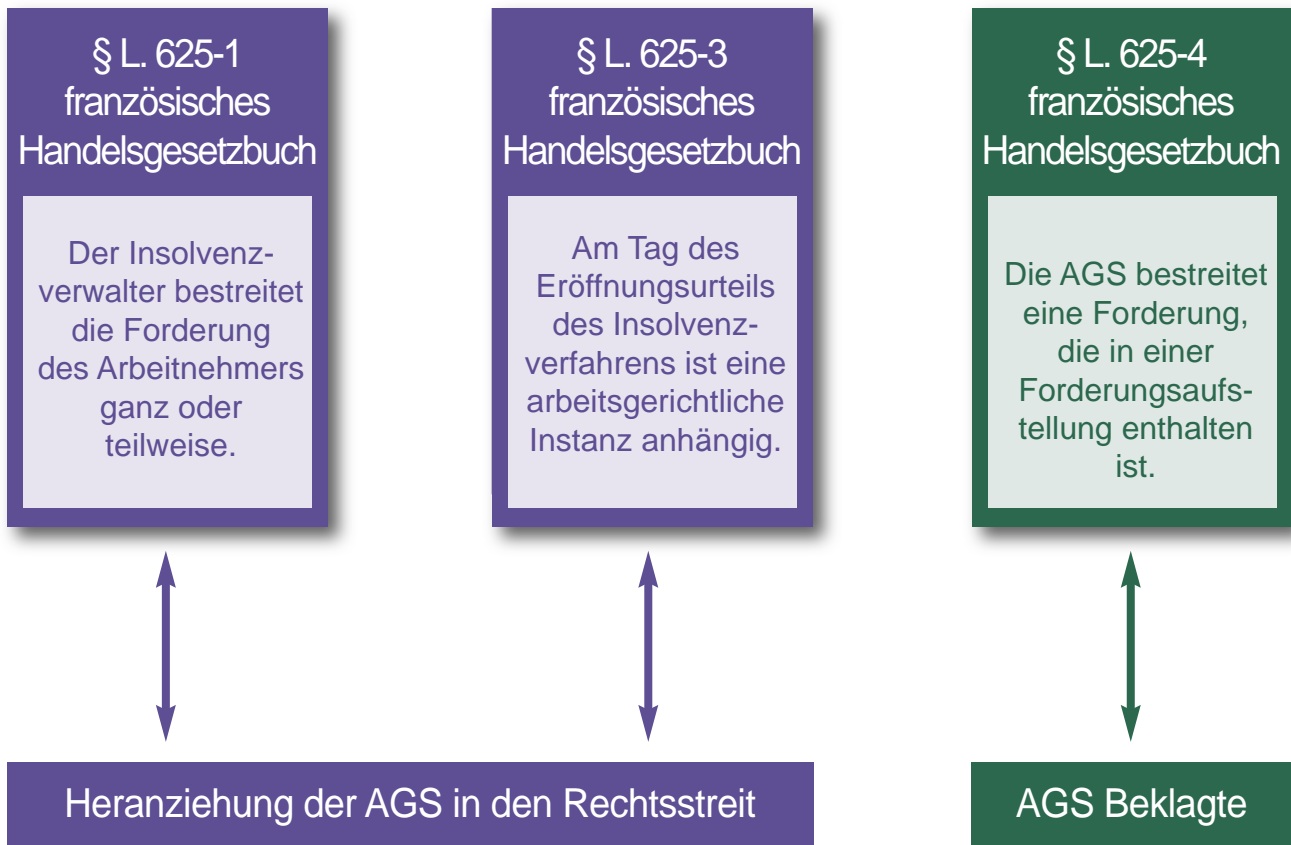 § L. 625-1
französisches
Handelsgesetzbuch
Der Insolvenz-
verwalter bestreitet
die Forderung
des Arbeitnehmers
ganz oder
teilweise.
§ L. 625-3
französisches
Handelsgesetzbuch
Am Tag des
Eröffnungsurteils
des Insolvenz-
verfahrens ist eine
arbeitsgerichtliche
Instanz anhängig.
§ L. 625-4
französisches
Handelsgesetzbuch
Die AGS bestreitet
eine Forderung,
die in einer
Forderungsaufs-
tellung enthalten
ist.
Heranziehung der AGS in den Rechtsstreit
AGS Beklagte